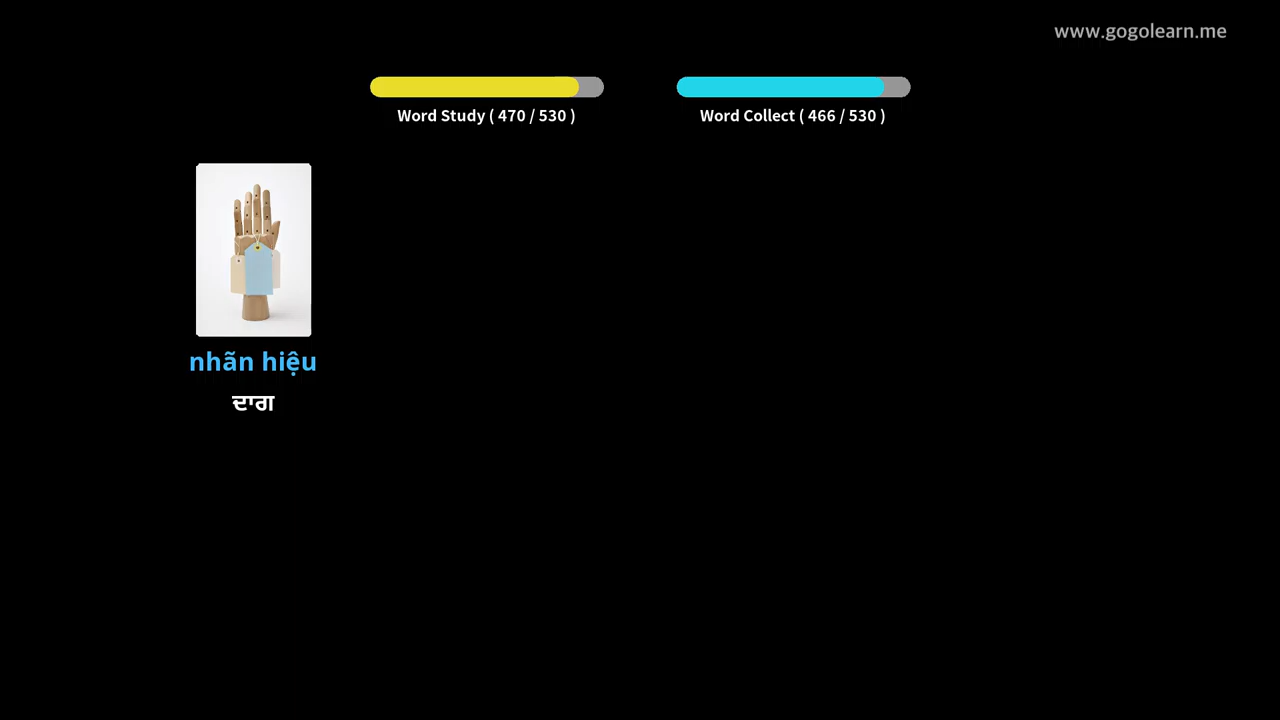 www.gogolearn.me
Word Study ( 470 / 530 )
Word Collect ( 466 / 530 )
nhãn hiệu
ਦਾਗ